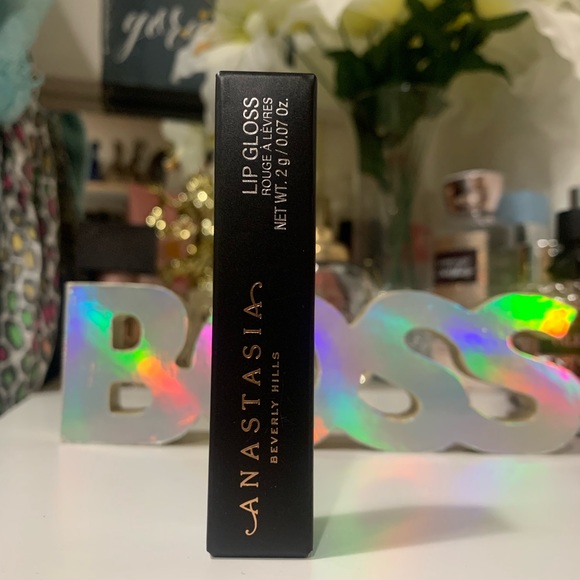 LIP GLOSS
ROUGE À LÈVRES
NET WT. 2 g / 0.07 Oz.
ANASTASIA
BEVERLY HILLS
BOSS